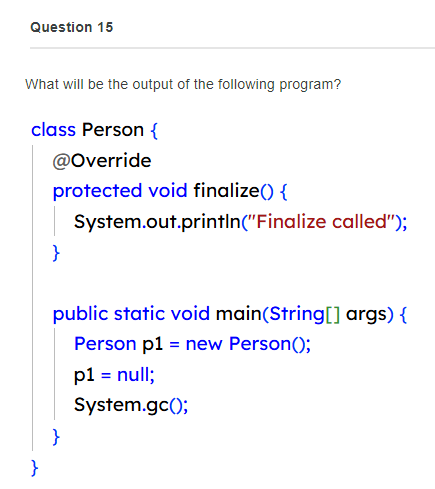 Question 15
What will be the output of the following program?
class Person {
@Override
protected void finalize() {
System.out.println("Finalize called");
}
public static void main(String[] args) {
Person p1 = new Person();
p1 = null;
System.gc();
}
}